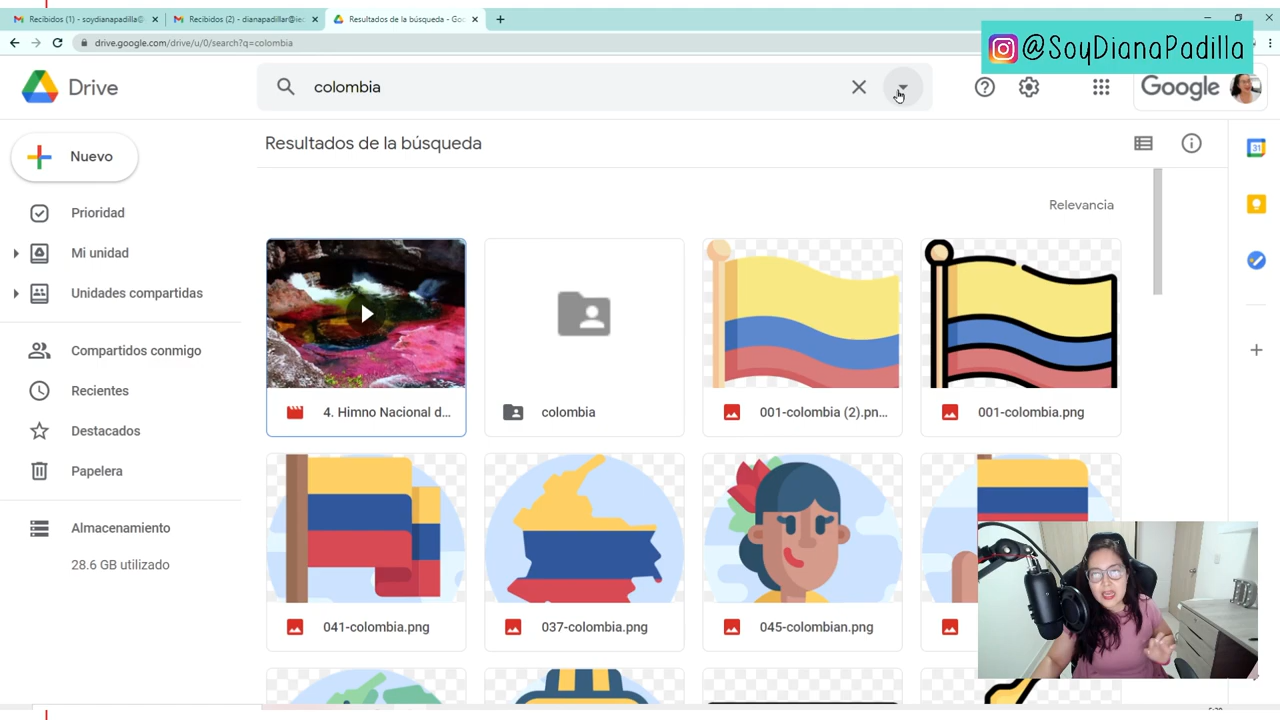 Recibidos (1) - soydianapadilla@
Recibidos (2) - dianapadillar@iec
Resultados de la búsqueda - Goo
drive.google.com/drive/u/0/search?q=colombia
@SoyDianaPadilla
Drive
colombia
Google
Nuevo
Resultados de la búsqueda
31
Prioridad
Relevancia
Mi unidad
Unidades compartidas
Compartidos conmigo
Recientes
4. Himno Nacional d...
colombia
001-colombia (2).pn...
001-colombia.png
Destacados
Papelera
Almacenamiento
28.6 GB utilizado
041-colombia.png
037-colombia.png
045-colombian.png